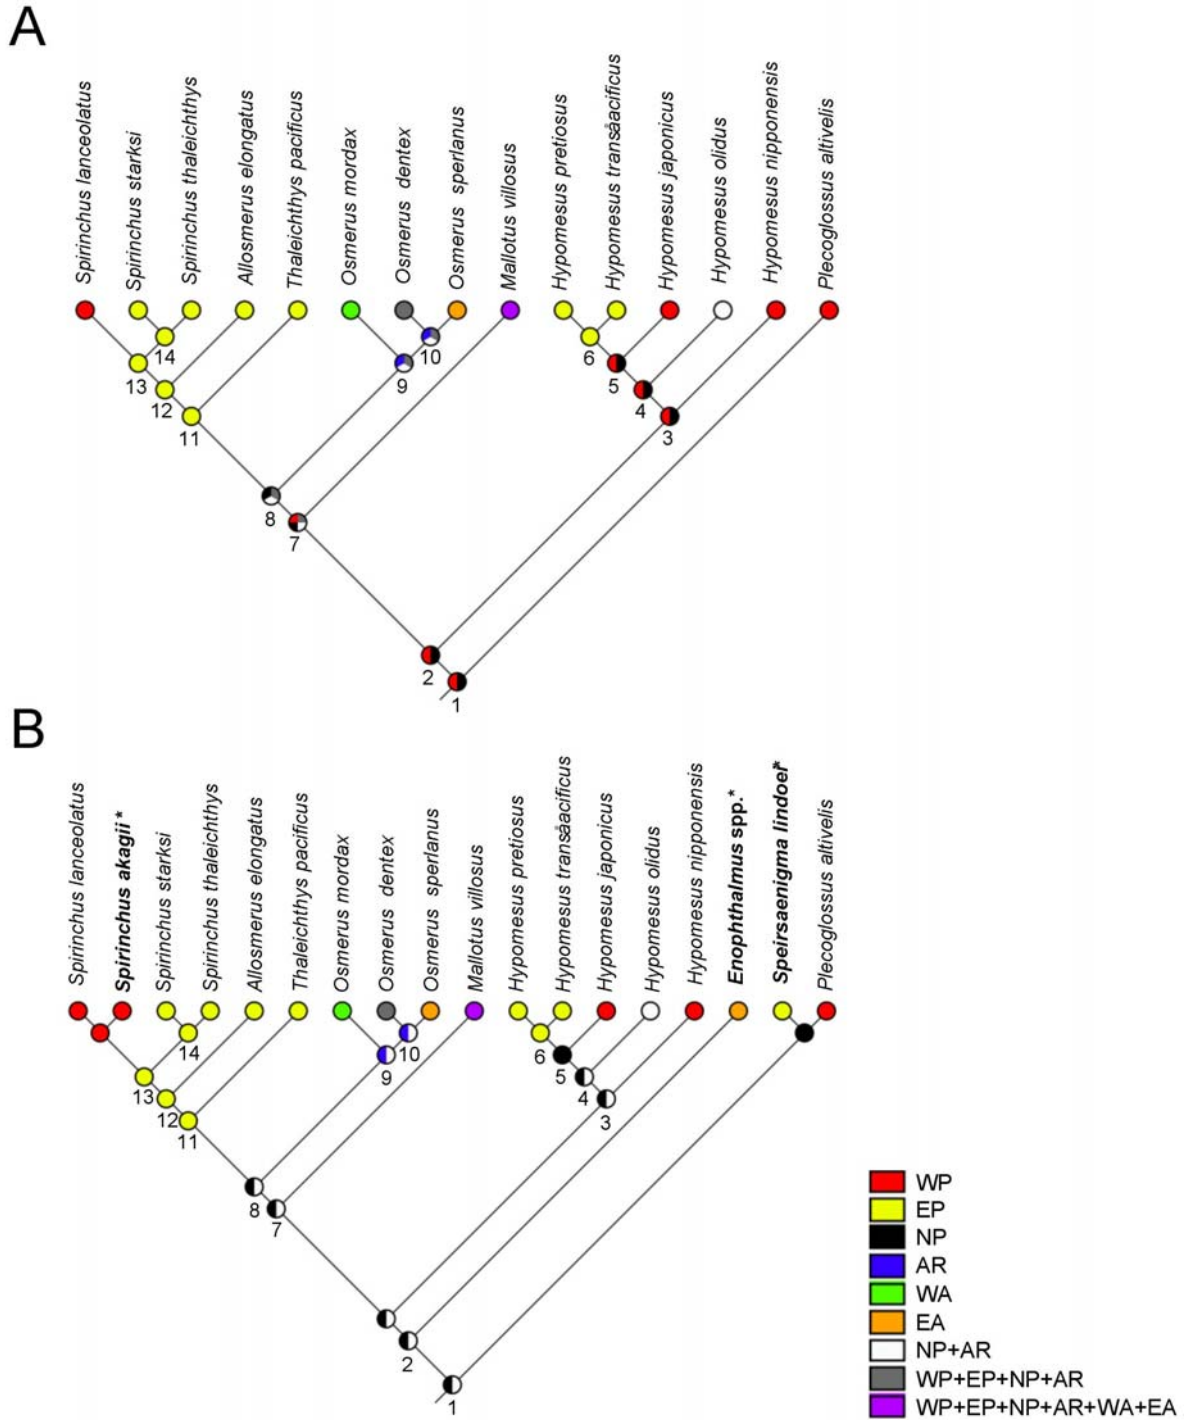 A
Spirinchus lanceolatus
Spirinchus starksi
Spirinchus thaleichthys
Allosmerus elongatus
Thaleichthys pacificus
Osmerus mordax
Osmerus dentex
Osmerus sperlanus
Mallotus villosus
Hypomesus pretiosus
Hypomesus transåacificus
Hypomesus japonicus
Hypomesus olidus
Hypomesus nipponensis
Plecoglossus altivelis
14
13
12
11
10
9
8
7
6
5
4
3
2
1
B
Spirinchus lanceolatus
Spirinchus akagii*
Spirinchus starksi
Spirinchus thaleichthys
Allosmerus elongatus
Thaleichthys pacificus
Osmerus mordax
Osmerus dentex
Osmerus sperlanus
Mallotus villosus
Hypomesus pretiosus
Hypomesus transåacificus
Hypomesus japonicus
Hypomesus olidus
Hypomesus nipponensis
Enophthalmus spp.*
Speirsaenigma lindoei*
Plecoglossus altivelis
14
13
12
11
10
9
8
7
6
5
4
3
2
1
WP
EP
NP
AR
WA
EA
NP+AR
WP+EP+NP+AR
WP+EP+NP+AR+WA+EA